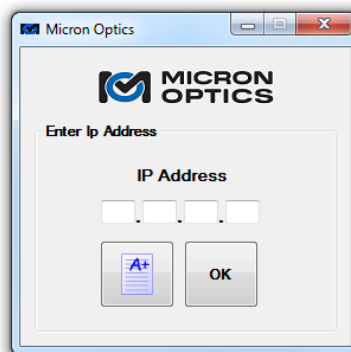 Micron Optics
MICRON
OPTICS
Enter Ip Address
IP Address
. . .
A+
OK